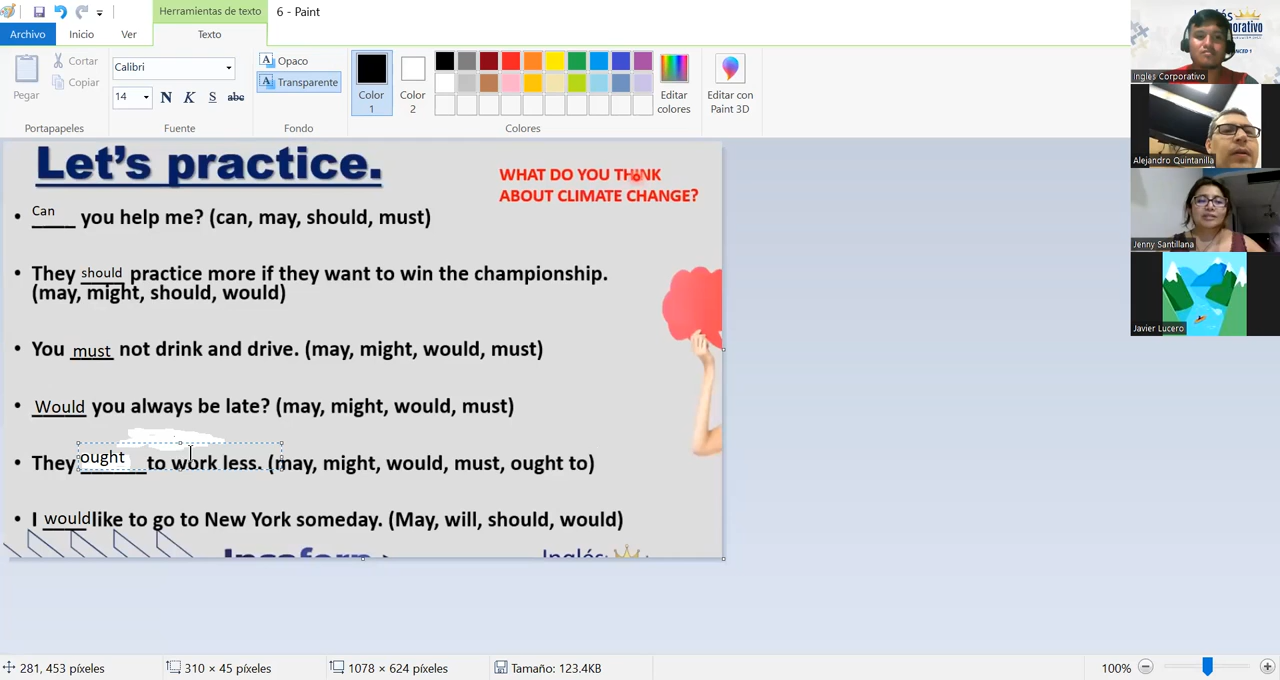 Herramientas de texto
6 - Paint
Archivo
Inicio
Ver
Texto
Pegar
Cortar
Copiar
Portapapeles
Calibri
14
N K S abc
Fuente
Opaco
Transparente
Fondo
Color 1
Color 2
Editar colores
Editar con Paint 3D
Colores
Let's practice.
WHAT DO YOU THINK
ABOUT CLIMATE CHANGE?
• Can you help me? (can, may, should, must)
• They should practice more if they want to win the championship.
(may, might, should, would)
• You must not drink and drive. (may, might, would, must)
• Would you always be late? (may, might, would, must)
• They ought to work less. (may, might, would, must, ought to)
• I would like to go to New York someday. (May, will, should, would)
Inglés
Ingles Corporativo
Alejandro Quintanilla
Jenny Santillana
Javier Lucero
281, 453 píxeles
310 × 45 píxeles
1078 × 624 píxeles
Tamaño: 123.4KB
100%